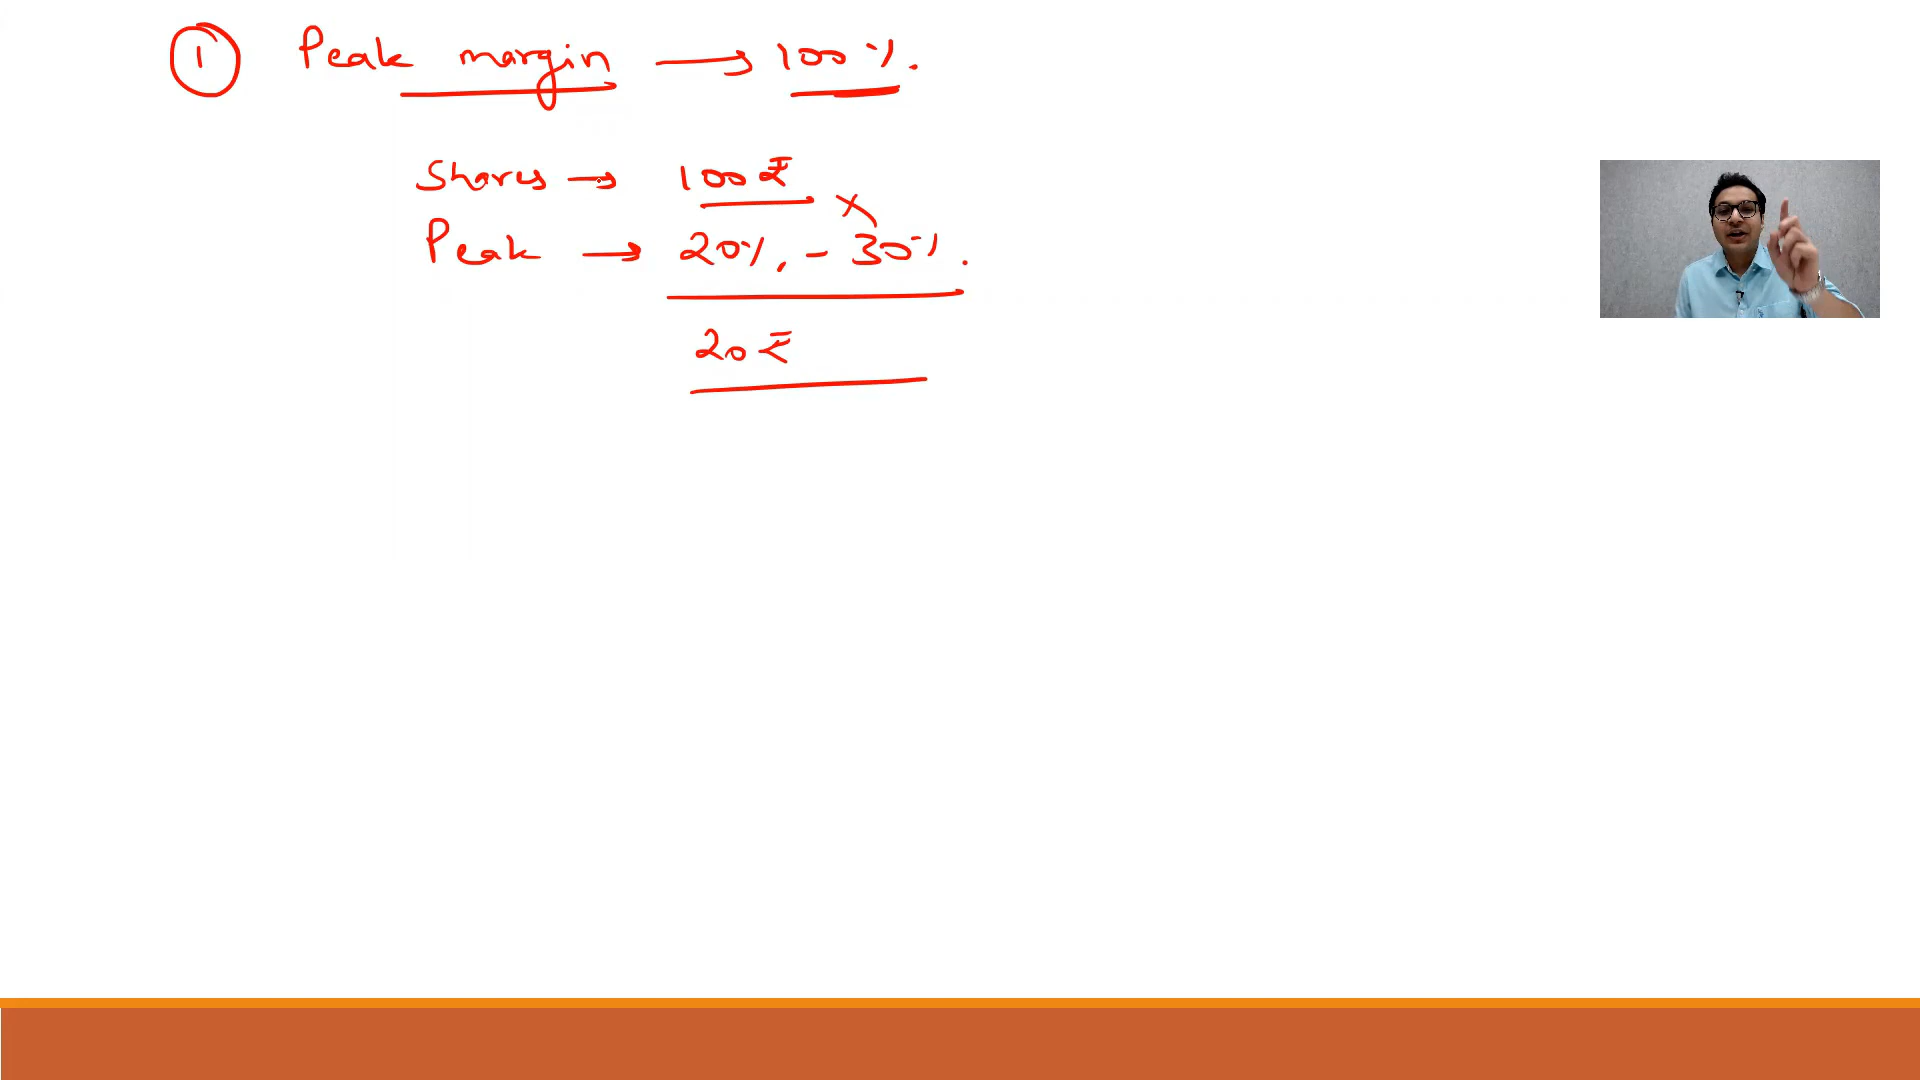 1 Peak margin → 100%.
Shares → 100₹
Peak → 20%. - 30%.
20₹